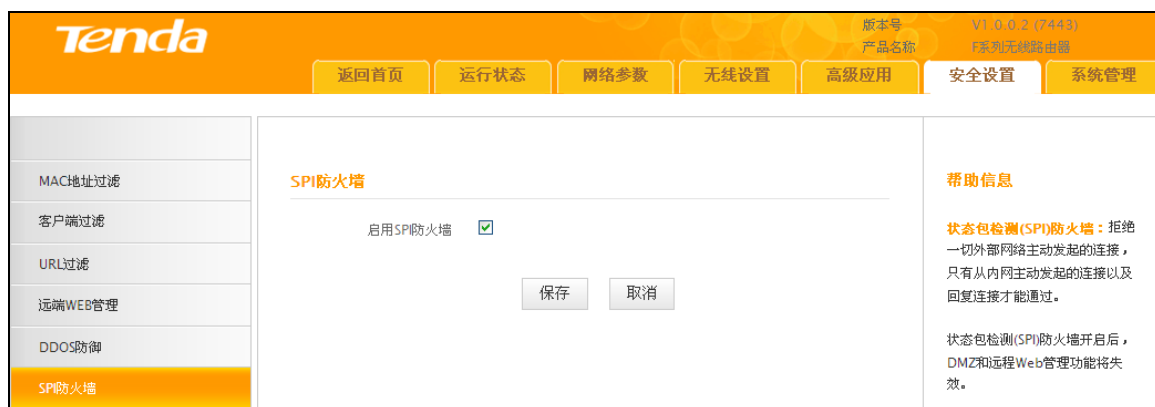 Tenda
版本号 V1.0.0.2 (7443)
产品名称 F系列无线路由器
返回首页 运行状态 网络参数 无线设置 高级应用 安全设置 系统管理
MAC地址过滤
客户端过滤
URL过滤
远端WEB管理
DDOS防御
SPI防火墙
SPI防火墙
启用SPI防火墙
保存 取消
帮助信息
状态包检测(SPI)防火墙：拒绝
一切外部网络主动发起的连接，
只有从内网主动发起的连接以及
回复连接才能通过。
状态包检测(SPI)防火墙开启后，
DMZ和远程Web管理功能将失
效。